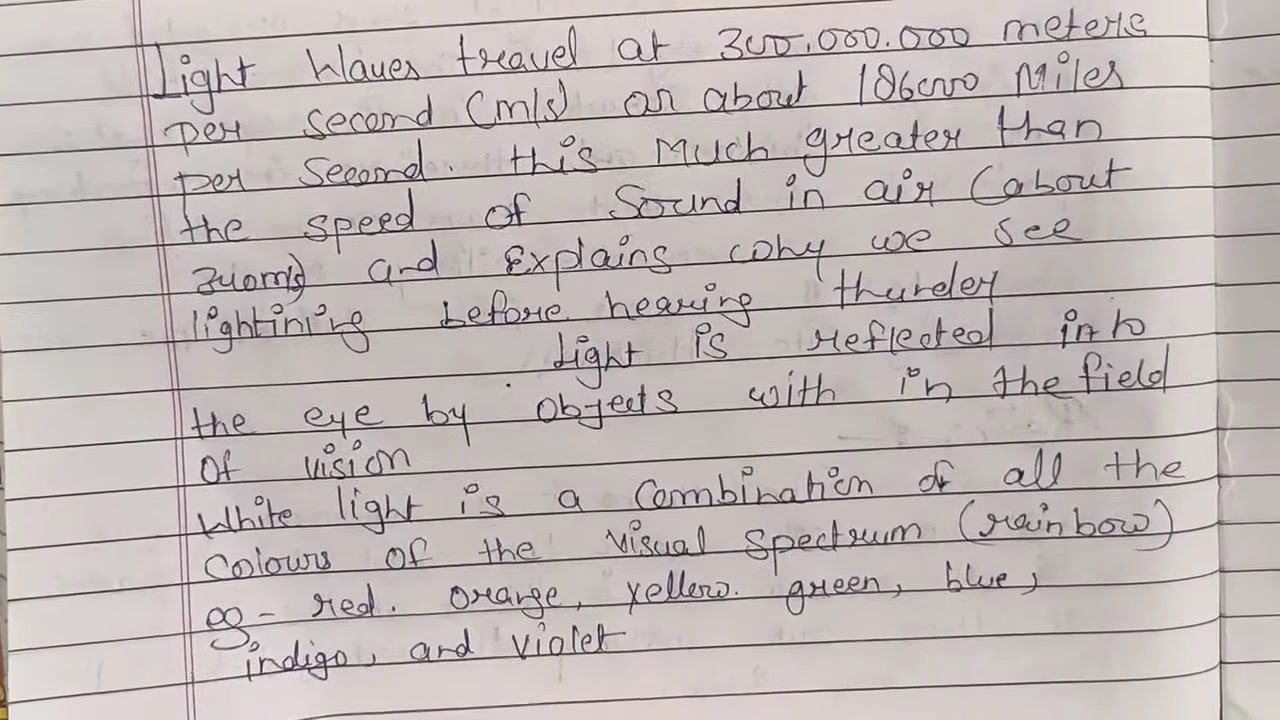 Light Waves travel at 300.000.000 meters
per second (m/s) or about 186000 Miles
per Second. this Much greater than
the speed of Sound in air (about
340m/s) and Explains why we see
lightining before hearing thunder
Light is reflected into
the eye by objects with in the field
Of vision
White light is a Combination of all the
Colours of the visual spectrum (rainbow)
eg- red. orange, yellow. green, blue,
indigo, and violet